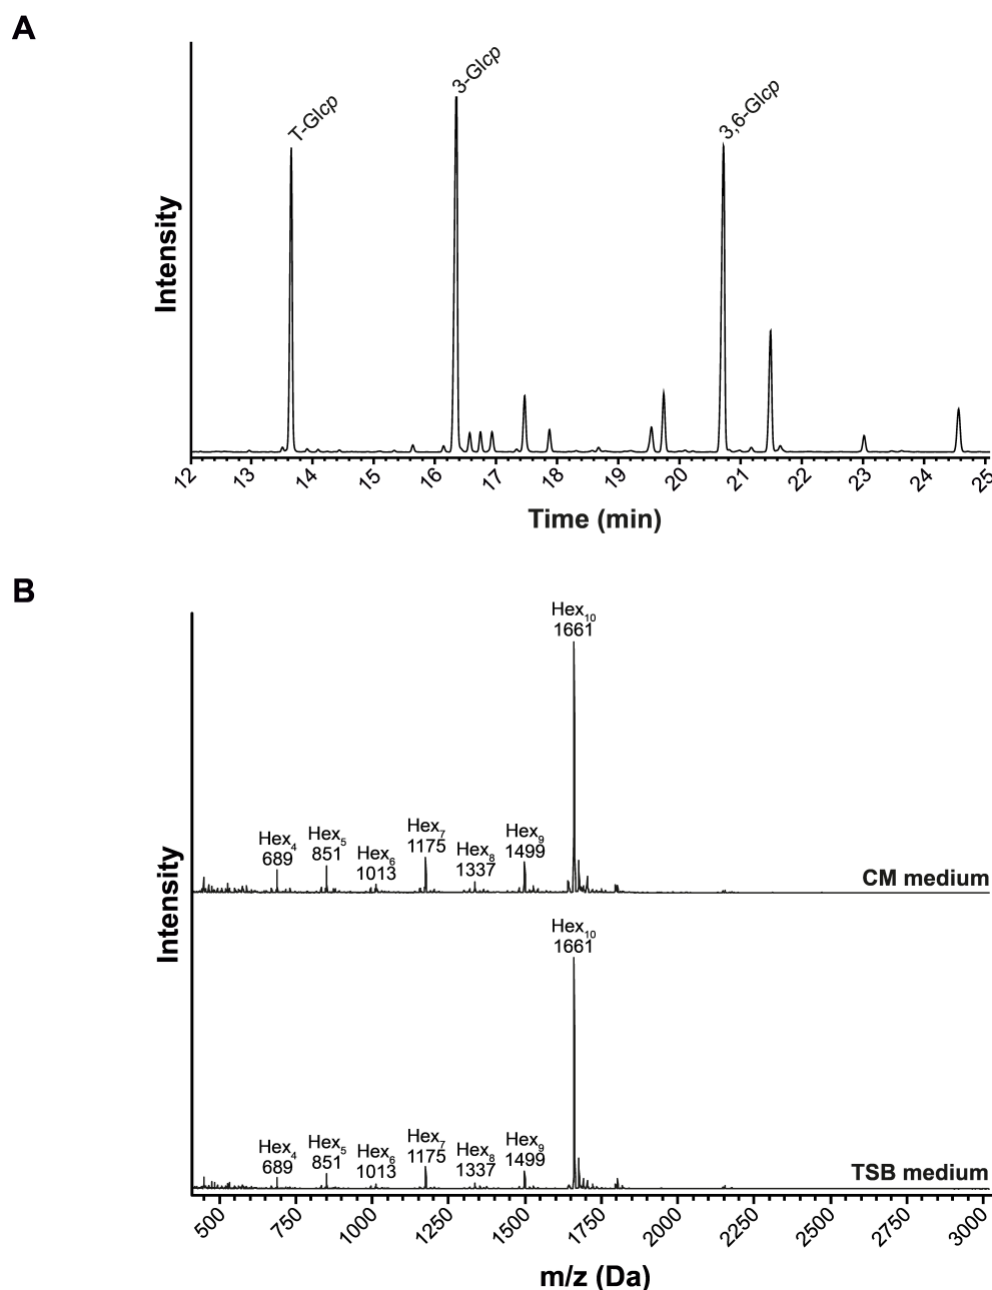 A
Intensity
T-Glcp
3-Glcp
3,6-Glcp
12 13 14 15 16 17 18 19 20 21 22 23 24 25
Time (min)
B
Intensity
Hex10
1661
Hex4
689
Hex5
851
Hex6
1013
Hex7
1175
Hex8
1337
Hex9
1499
CM medium
Hex10
1661
Hex4
689
Hex5
851
Hex6
1013
Hex7
1175
Hex8
1337
Hex9
1499
TSB medium
500 750 1000 1250 1500 1750 2000 2250 2500 2750 3000
m/z (Da)